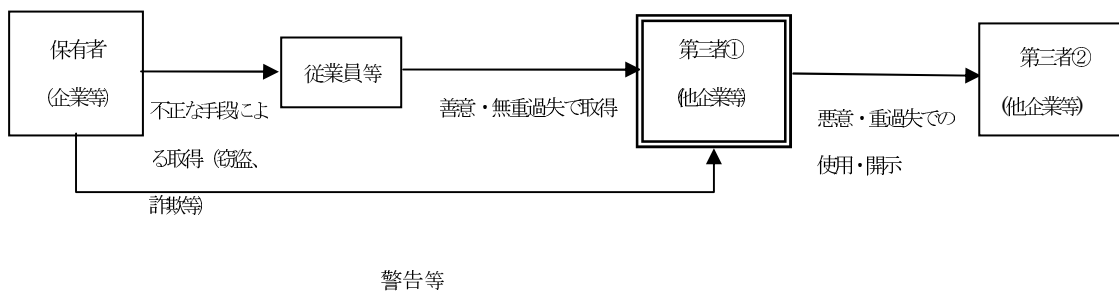 保有者
(企業等)
不正な手段によ
る取得（窃盗、
詐欺等）
従業員等
善意・無重過失で取得
第三者①
(他企業等)
悪意・重過失での
使用・開示
第三者②
(他企業等)
警告等